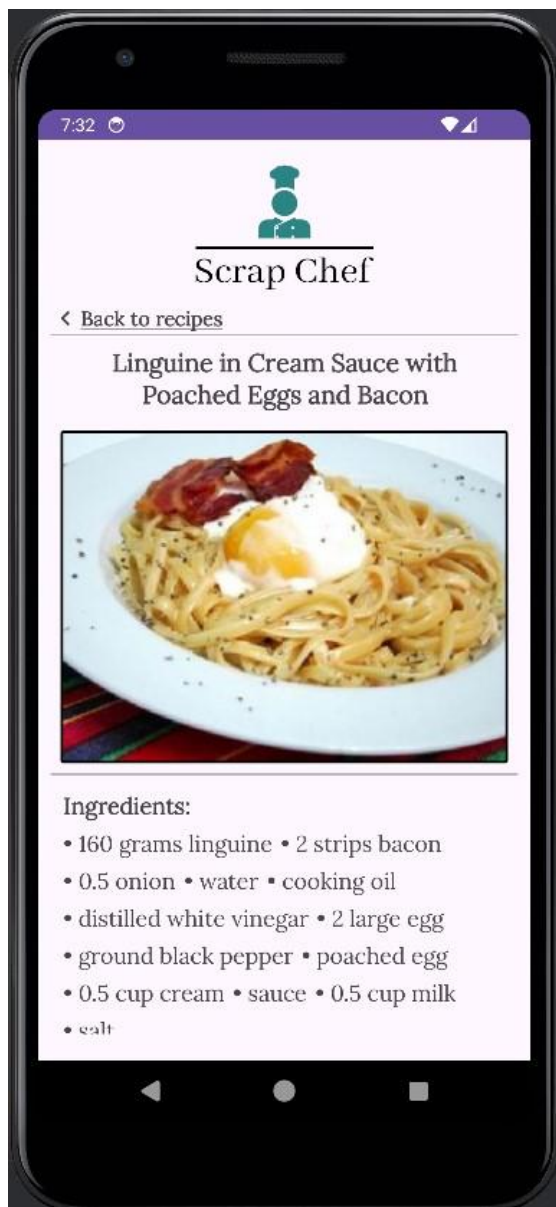 7:32
Scrap Chef
< Back to recipes
Linguine in Cream Sauce with
Poached Eggs and Bacon
Ingredients:
• 160 grams linguine • 2 strips bacon
• 0.5 onion • water • cooking oil
• distilled white vinegar • 2 large egg
• ground black pepper • poached egg
• 0.5 cup cream • sauce • 0.5 cup milk
• salt